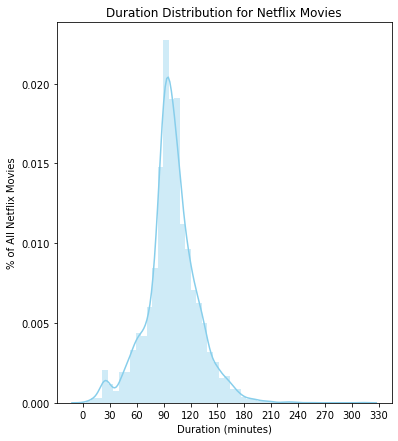 Duration Distribution for Netflix Movies
% of All Netflix Movies
0.020
0.015
0.010
0.005
0.000
0 30 60 90 120 150 180 210 240 270 300 330
Duration (minutes)